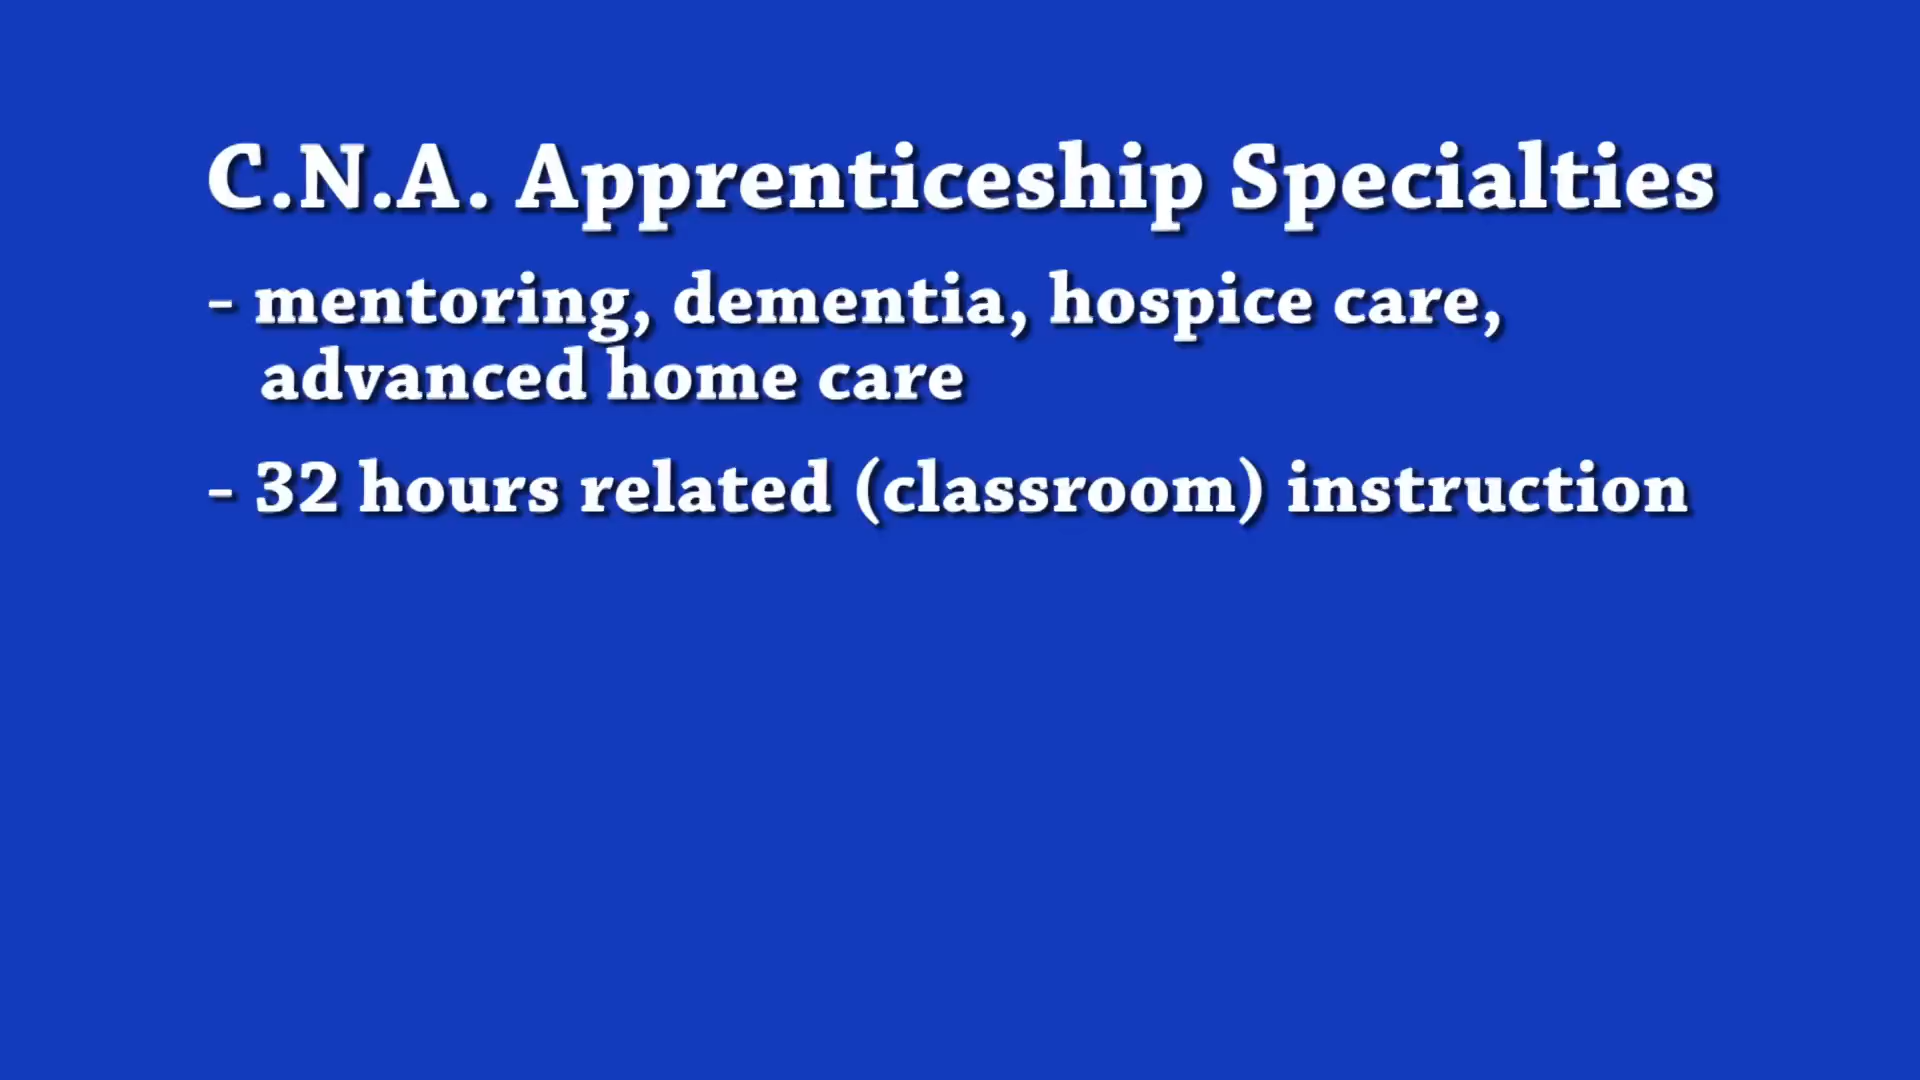 C.N.A. Apprenticeship Specialties
- mentoring, dementia, hospice care,
advanced home care
- 32 hours related (classroom) instruction